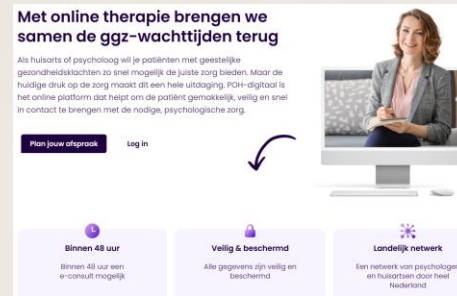 Met online therapie brengen we
samen de ggz-wachttijden terug
Als huisarts of psycholoog wil je patiënten met geestelijke
gezondheidsklachten zo snel mogelijk de juiste zorg bieden. Maar de
huidige druk op de zorg maakt dit een hele uitdaging. POH-digitaal is
het online platform dat helpt om de patiënt gemakkelijk, veilig en snel
in contact te brengen met de nodige, psychologische zorg.
Plan jouw afspraak
Log in
Binnen 48 uur
Binnen 48 uur een
e-consult mogelijk
Veilig & beschermd
Alle gegevens zijn veilig en
beschermd
Landelijk netwerk
Een netwerk van psychologen
en huisartsen door heel
Nederland